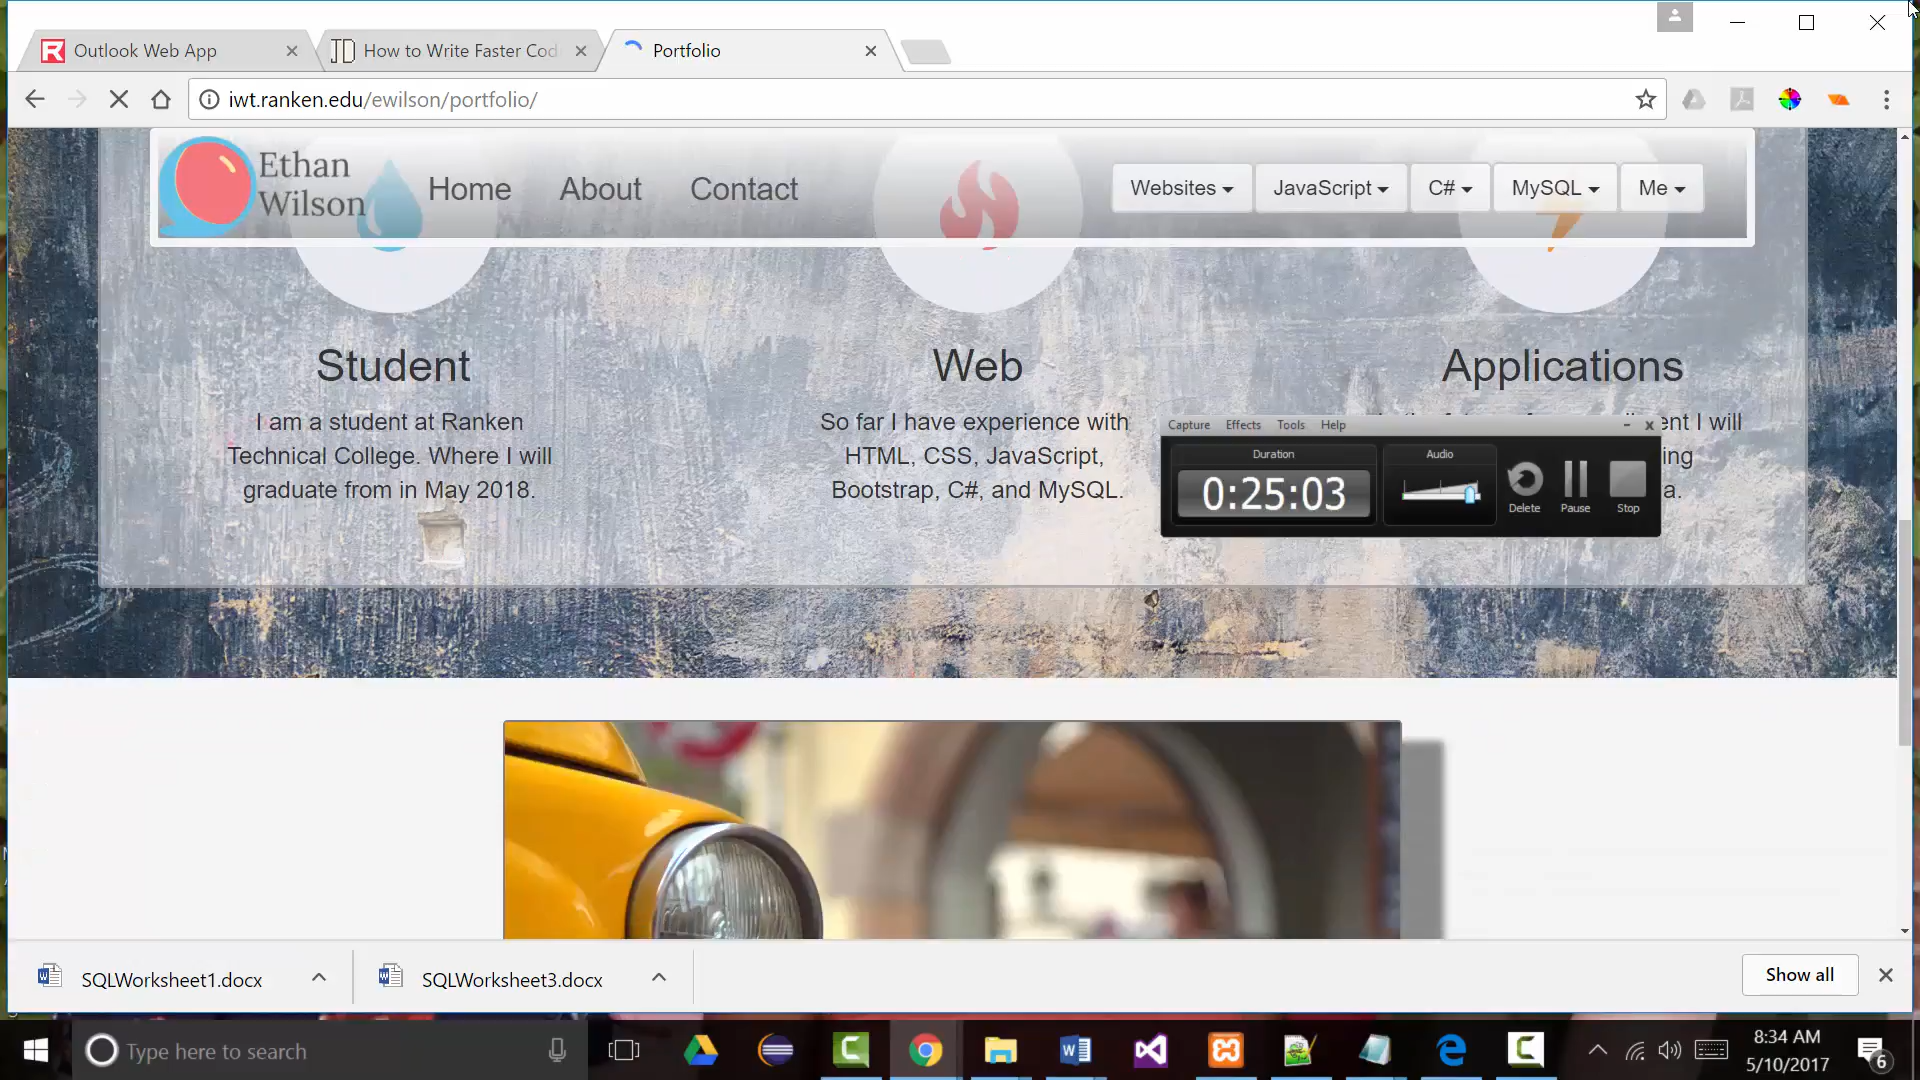 Outlook Web App
How to Write Faster Cod
Portfolio
iwt.ranken.edu/ewilson/portfolio/
Ethan
Wilson
Home
About
Contact
Websites
JavaScript
C#
MySQL
Me
Student
Web
Applications
I am a student at Ranken
Technical College. Where I will
graduate from in May 2018.
So far I have experience with
HTML, CSS, JavaScript,
Bootstrap, C#, and MySQL.
I will
Capture Effects Tools Help
Duration
0:25:03
Audio
Delete
Pause
Stop
SQLWorksheet1.docx
SQLWorksheet3.docx
Show all
Type here to search
8:34 AM
5/10/2017
6